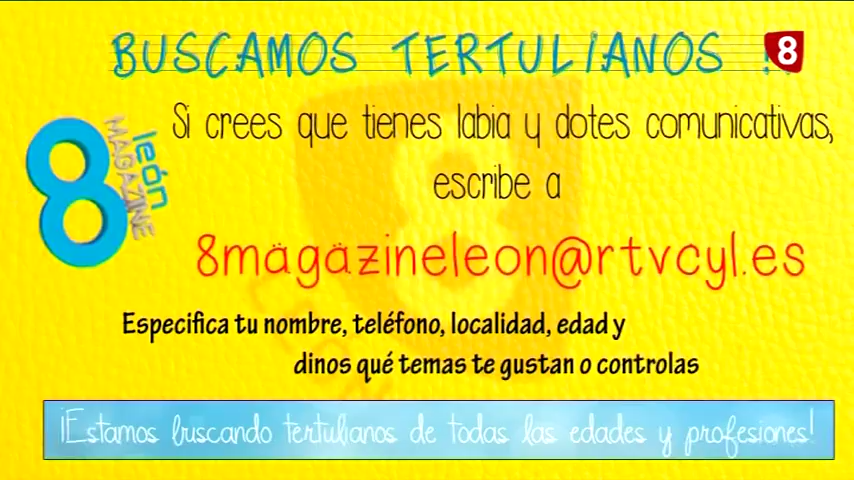 BUSCAMOS TERTULIANOS !!
8
Si crees que tienes labia y dotes comunicativas,
escribe a
8 león
MAGAZINE
8magazineleon@rtvcyl.es
Especifica tu nombre, teléfono, localidad, edad y
dinos qué temas te gustan o controlas
¡Estamos buscando tertulianos de todas las edades y profesiones!